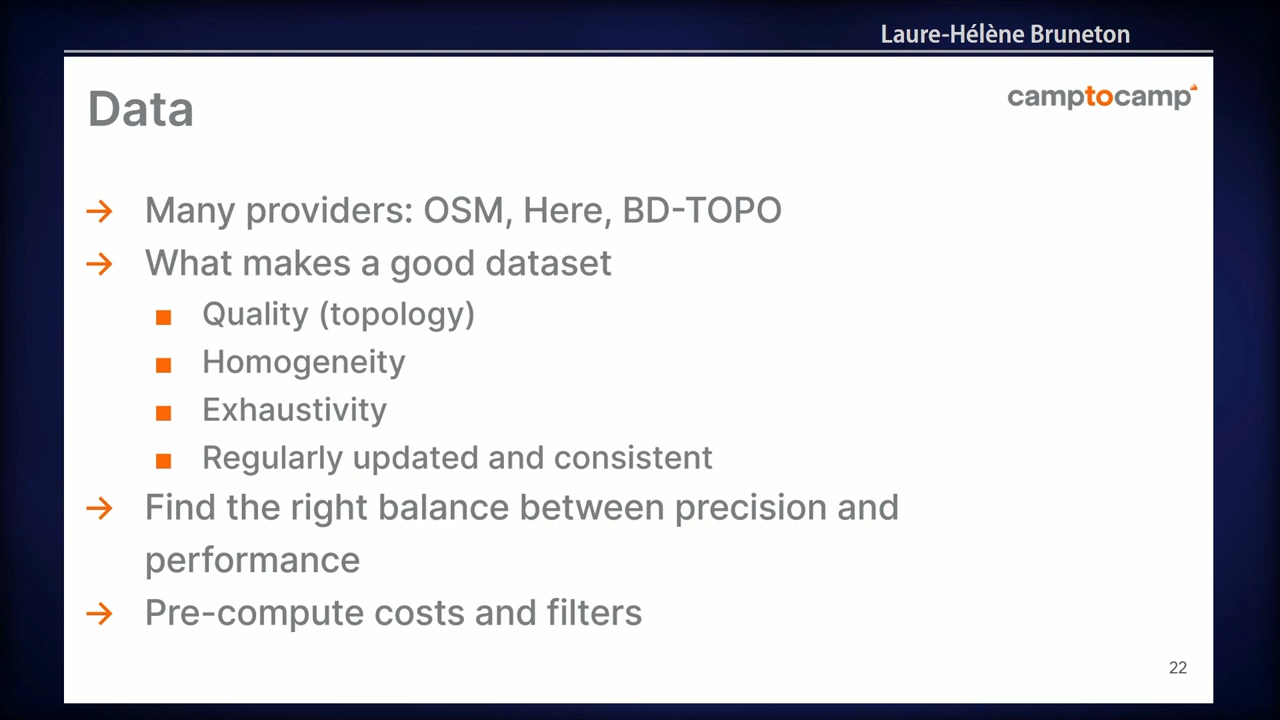 Laure-Hélène Bruneton
Data
camptocamp
→ Many providers: OSM, Here, BD-TOPO
→ What makes a good dataset
■ Quality (topology)
■ Homogeneity
■ Exhaustivity
■ Regularly updated and consistent
→ Find the right balance between precision and
performance
→ Pre-compute costs and filters
22